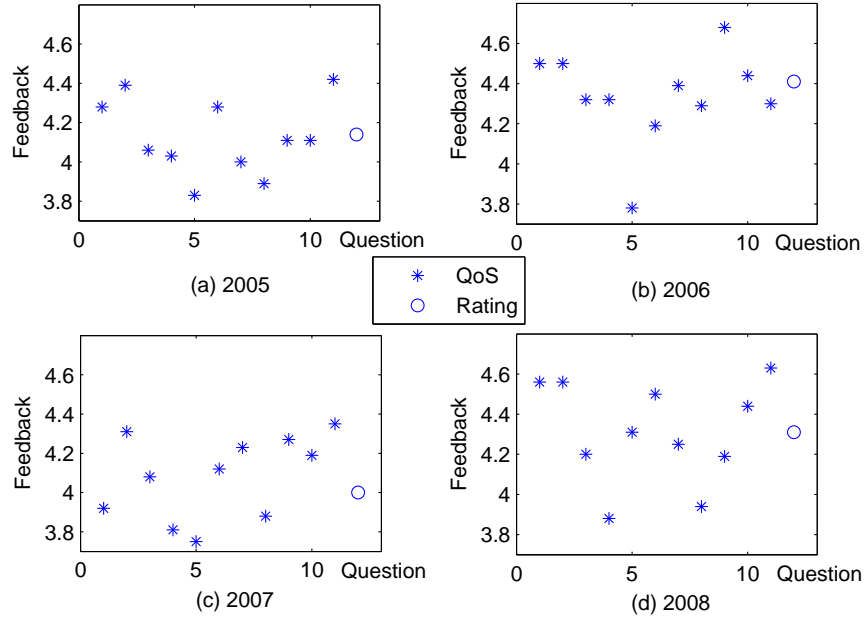 4.6
4.4
4.2
4
3.8
Feedback
0
5
10
Question
(a) 2005
4.6
4.4
4.2
4
3.8
Feedback
0
5
10
Question
(b) 2006
QoS
Rating
4.6
4.4
4.2
4
3.8
Feedback
0
5
10
Question
(c) 2007
4.6
4.4
4.2
4
3.8
Feedback
0
5
10
Question
(d) 2008